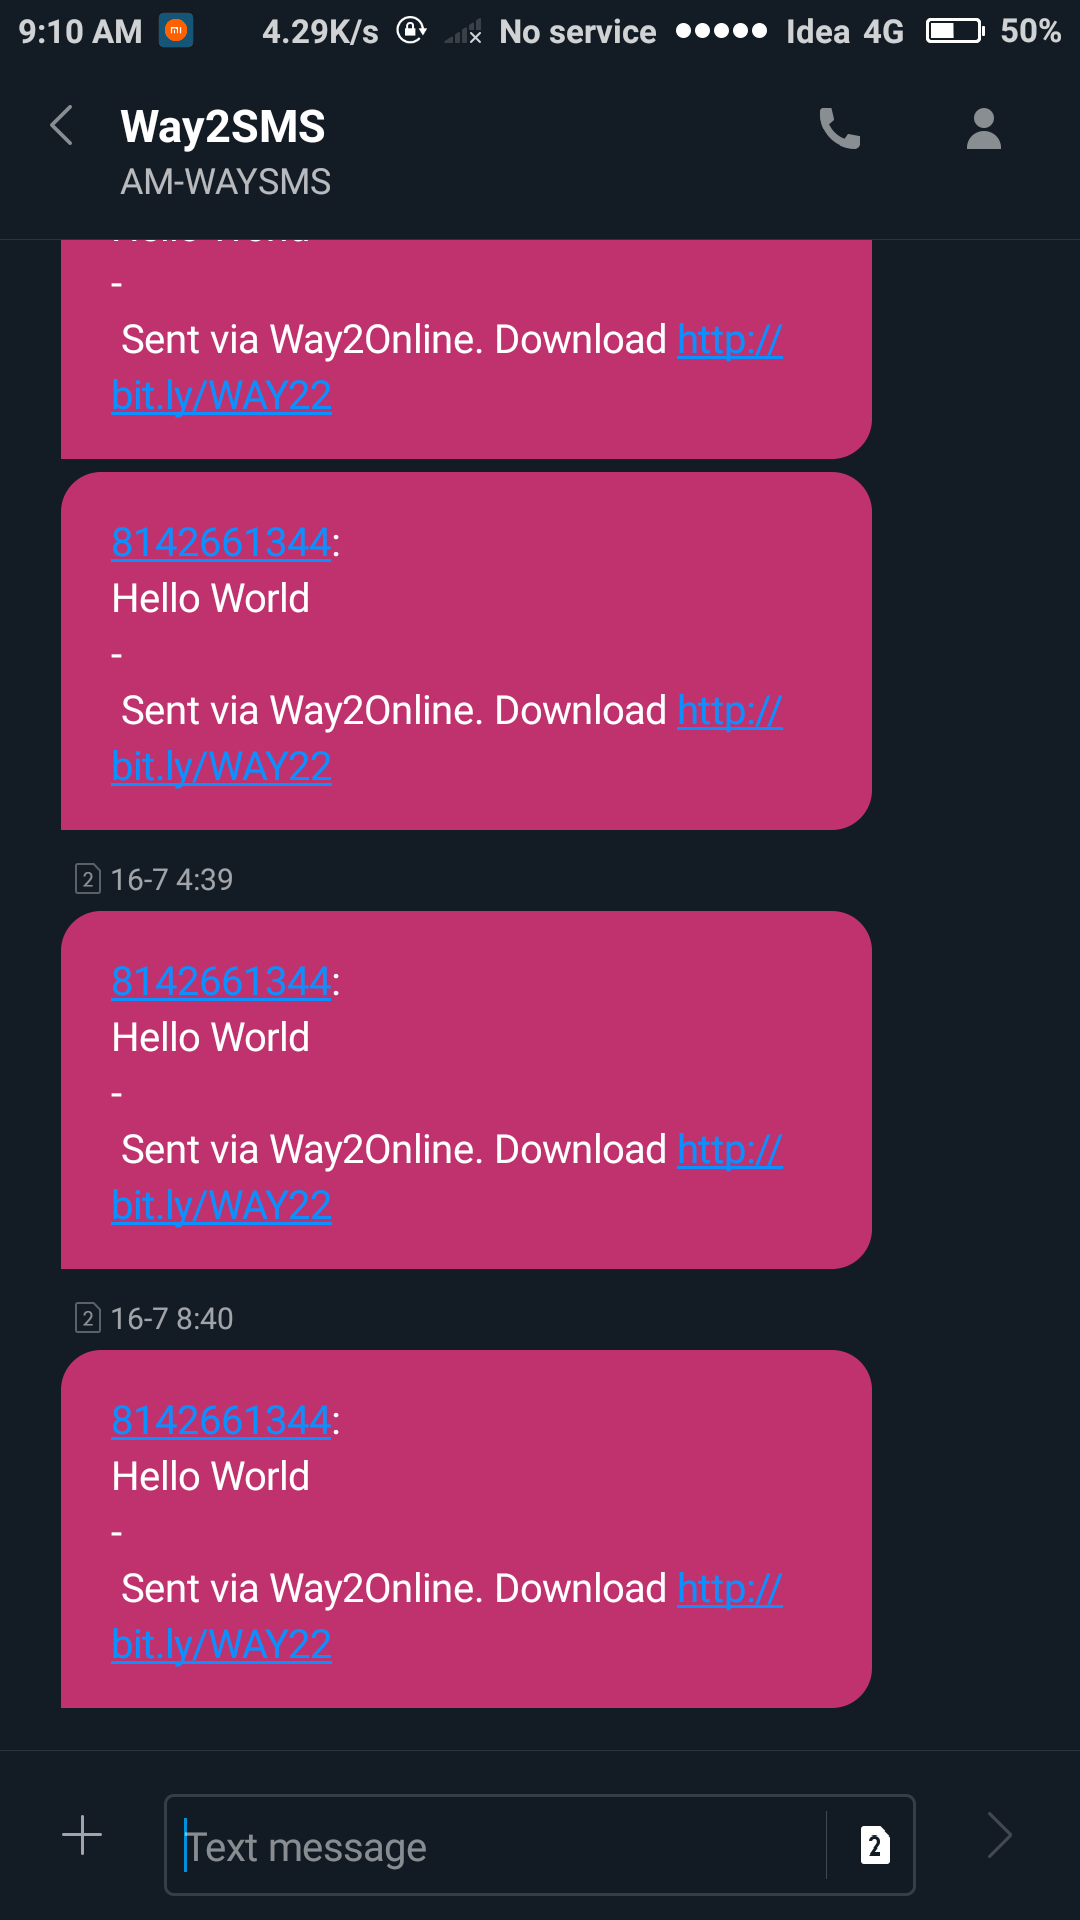 9:10 AM mi 4.29K/s No service Idea 4G 50%
Way2SMS
AM-WAYSMS
Hello World
-
Sent via Way2Online. Download http://
bit.ly/WAY22
8142661344:
Hello World
-
Sent via Way2Online. Download http://
bit.ly/WAY22
2 16-7 4:39
8142661344:
Hello World
-
Sent via Way2Online. Download http://
bit.ly/WAY22
2 16-7 8:40
8142661344:
Hello World
-
Sent via Way2Online. Download http://
bit.ly/WAY22
Text message 2